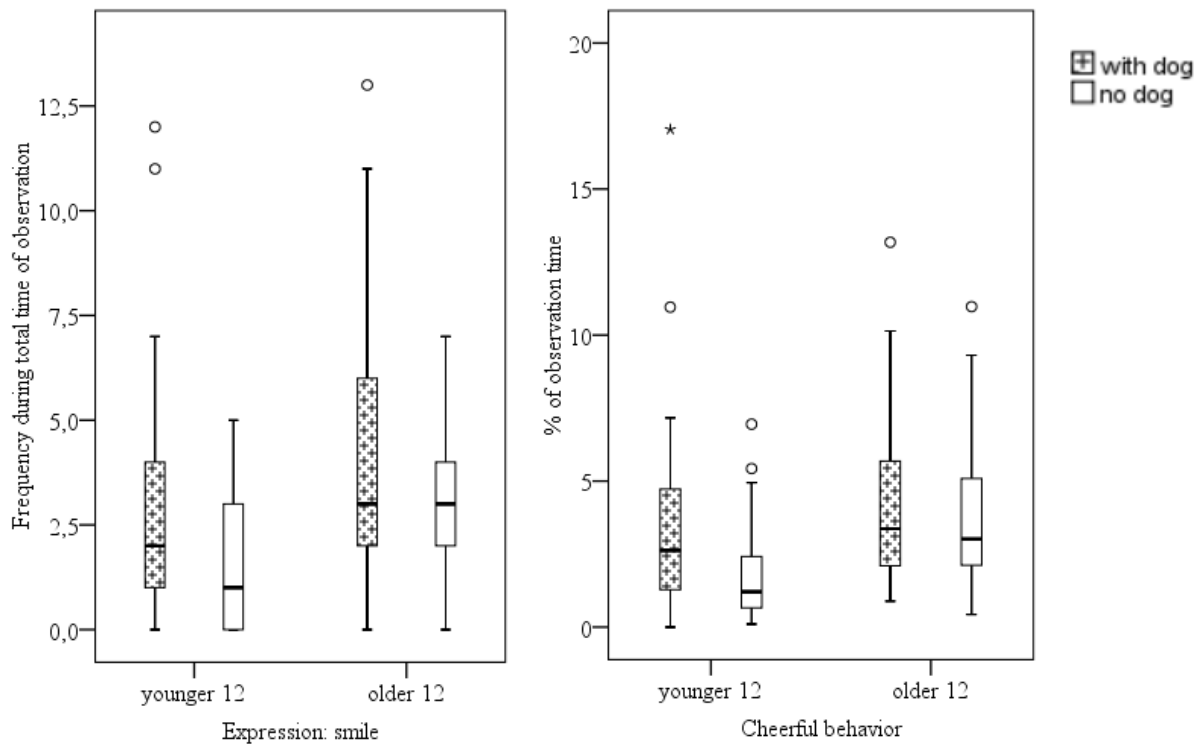 Frequency during total time of observation
12,5
10,0
7,5
5,0
2,5
0,0
younger 12
older 12
Expression: smile
% of observation time
20
15
10
5
0
younger 12
older 12
Cheerful behavior
with dog
no dog